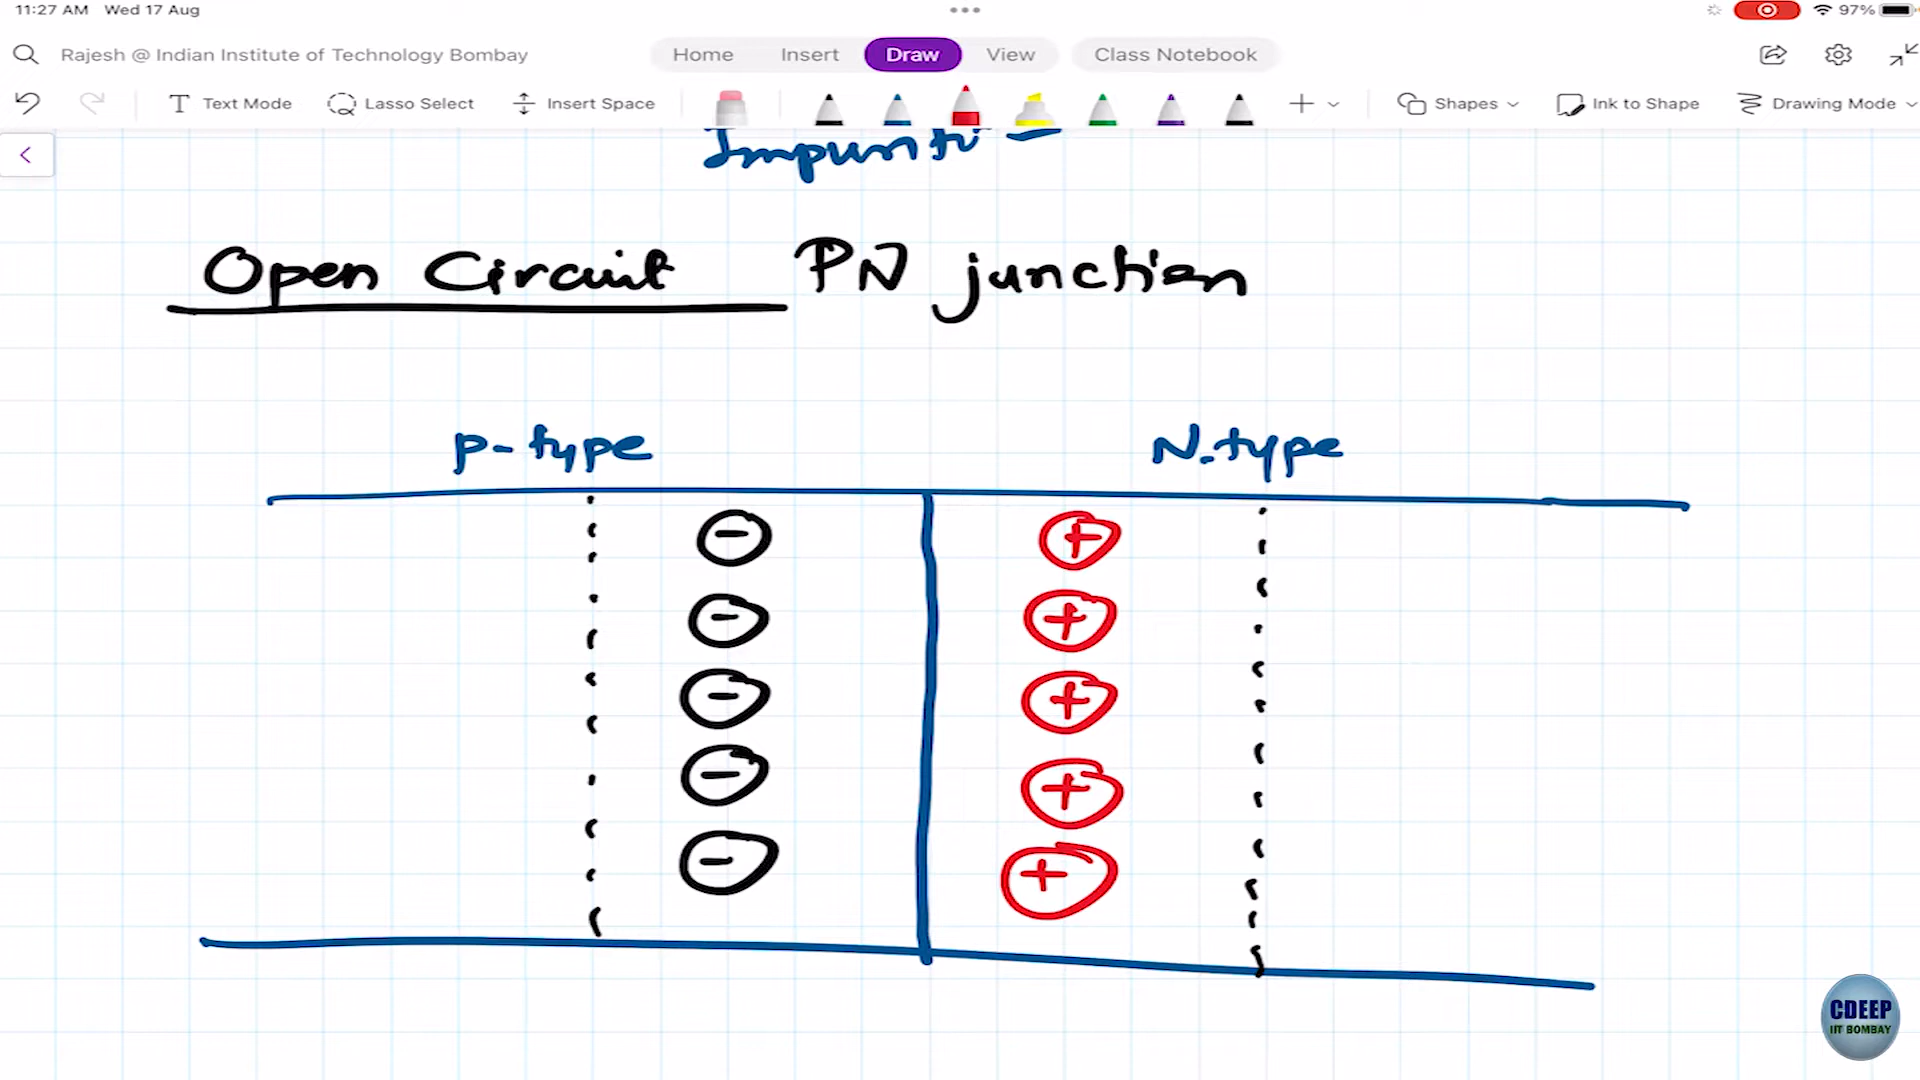 11:27 AM Wed 17 Aug
97%
Rajesh @ Indian Institute of Technology Bombay
Home Insert Draw View Class Notebook
Text Mode Lasso Select Insert Space Shapes Ink to Shape Drawing Mode
Open Circuit PN junction
P-type N-type
−
+
−
+
−
+
−
+
−
+
CDEEP
IIT BOMBAY